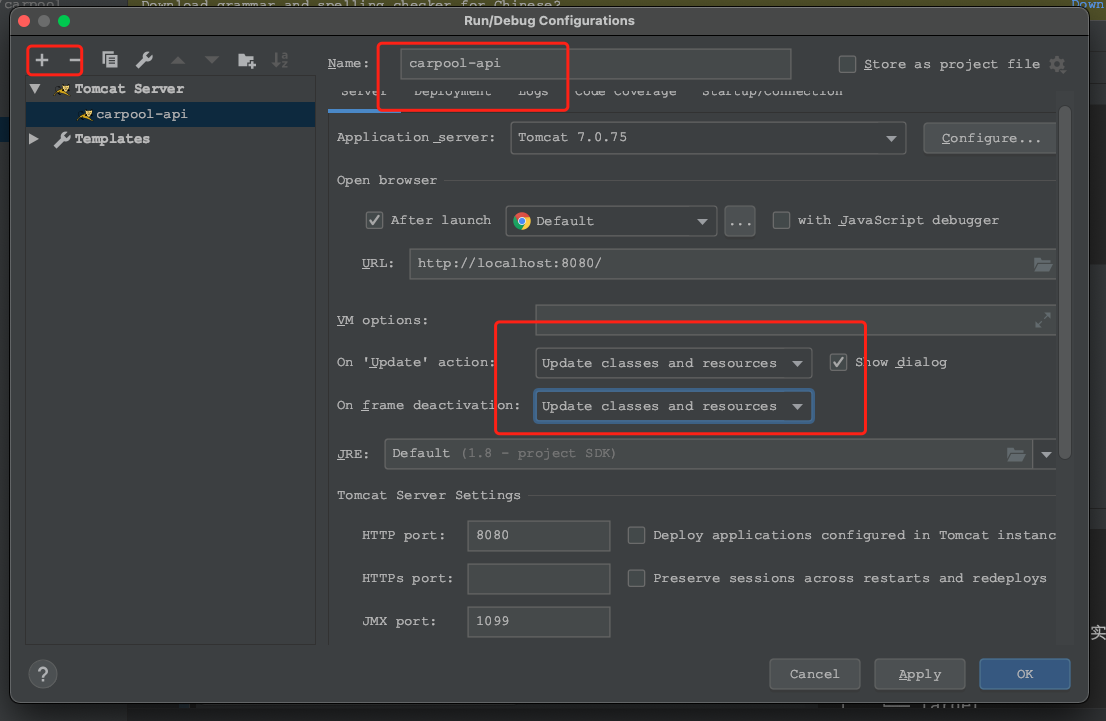 carpool
Download grammar and spelling checker for Chinese?
Down
Run/Debug Configurations
Name:
carpool-api
Store as project file
Tomcat Server
carpool-api
Templates
Server
Deployment
Logs
Code Coverage
Startup/Connection
Application server:
Tomcat 7.0.75
Configure...
Open browser
After launch
Default
...
with JavaScript debugger
URL:
http://localhost:8080/
VM options:
On 'Update' action:
Update classes and resources
Show dialog
On frame deactivation:
Update classes and resources
JRE:
Default (1.8 - project SDK)
Tomcat Server Settings
HTTP port:
8080
Deploy applications configured in Tomcat instanc
HTTPs port:
Preserve sessions across restarts and redeploys
JMX port:
1099
实
?
Cancel
Apply
OK